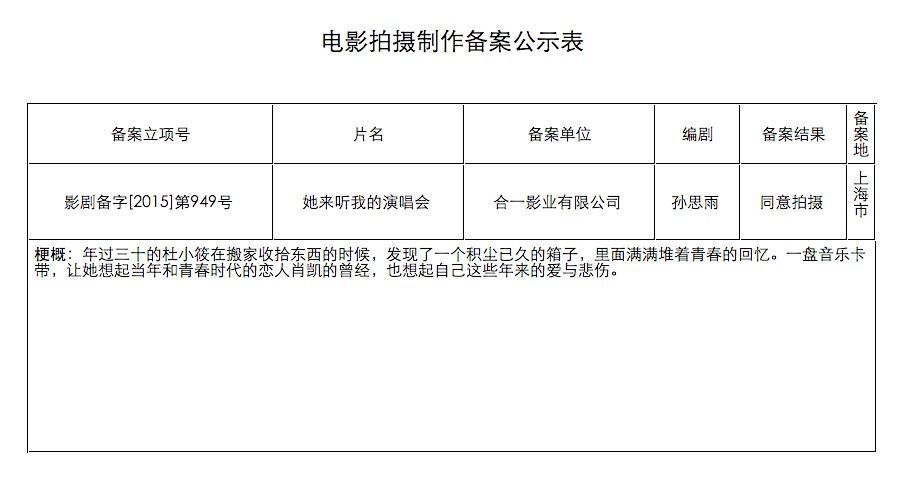 电影拍摄制作备案公示表
备案立项号 片名 备案单位 编剧 备案结果 备案地
影剧备字[2015]第949号 她来听我的演唱会 合一影业有限公司 孙思雨 同意拍摄 上海市
梗概：年过三十的杜小筱在搬家收拾东西的时候，发现了一个积尘已久的箱子，里面满满堆着青春的回忆。一盘音乐卡
带，让她想起当年和青春时代的恋人肖凯的曾经，也想起自己这些年来的爱与悲伤。